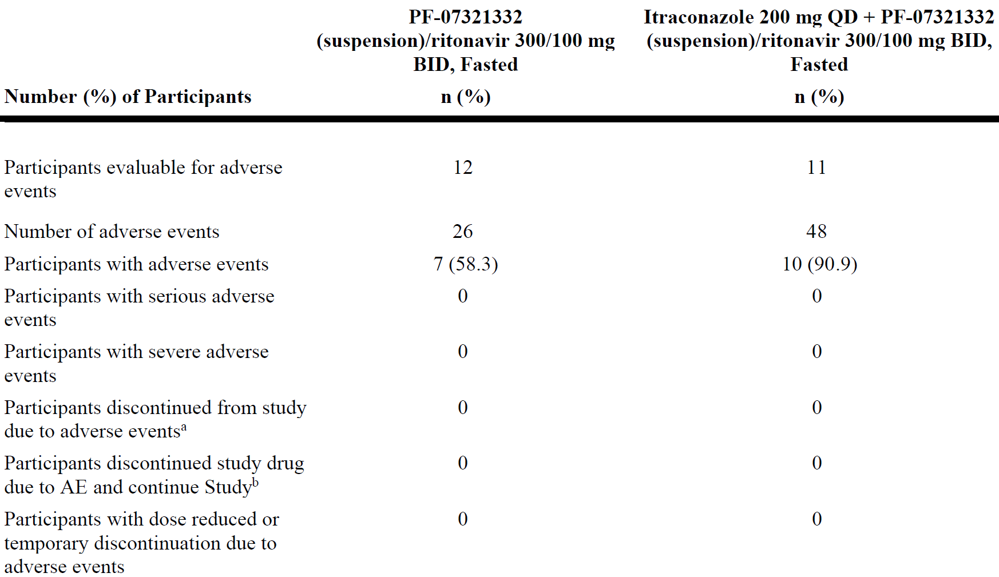 PF-07321332 Itraconazole 200 mg QD + PF-07321332
(suspension)/ritonavir 300/100 mg (suspension)/ritonavir 300/100 mg BID,
BID, Fasted Fasted
Number (%) of Participants n (%) n (%)
Participants evaluable for adverse 12 11
events
Number of adverse events 26 48
Participants with adverse events 7 (58.3) 10 (90.9)
Participants with serious adverse 0 0
events
Participants with severe adverse 0 0
events
Participants discontinued from study 0 0
due to adverse eventsᵃ
Participants discontinued study drug 0 0
due to AE and continue Studyᵇ
Participants with dose reduced or 0 0
temporary discontinuation due to
adverse events